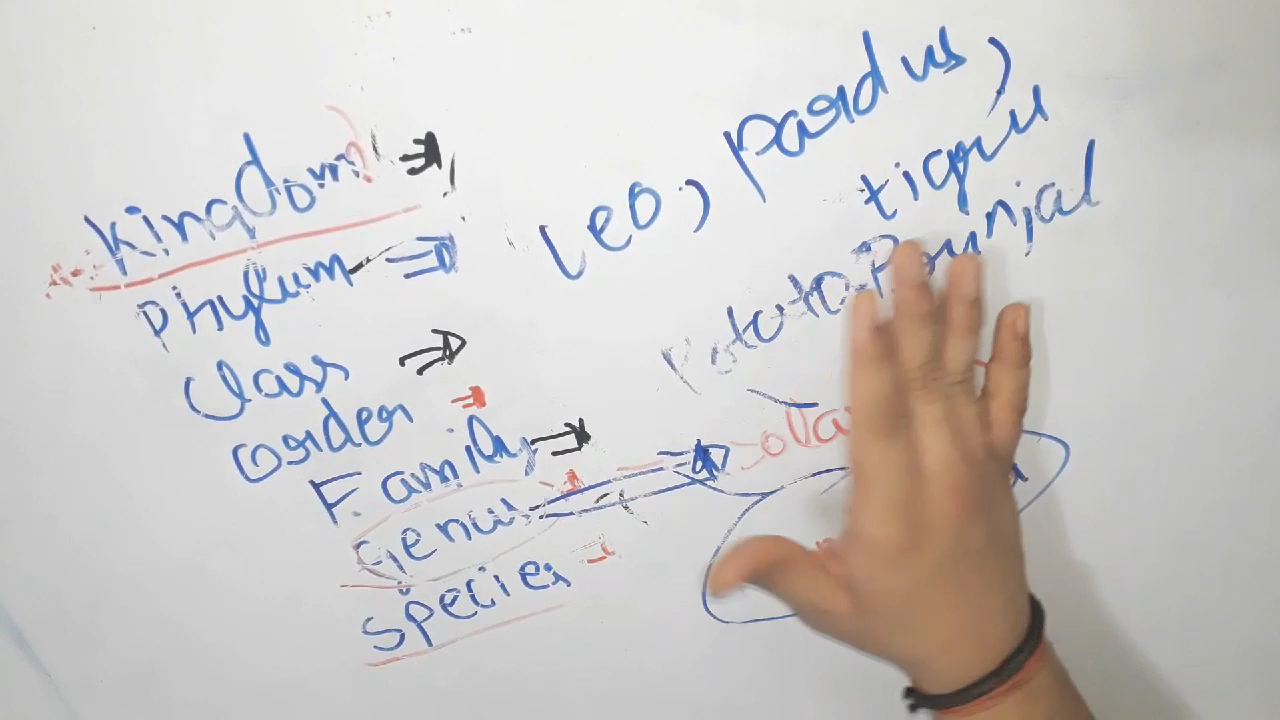 Kingdom
Phylum
Class
order
Family
Genus
Species
leo, pardus,
tigris
Potato